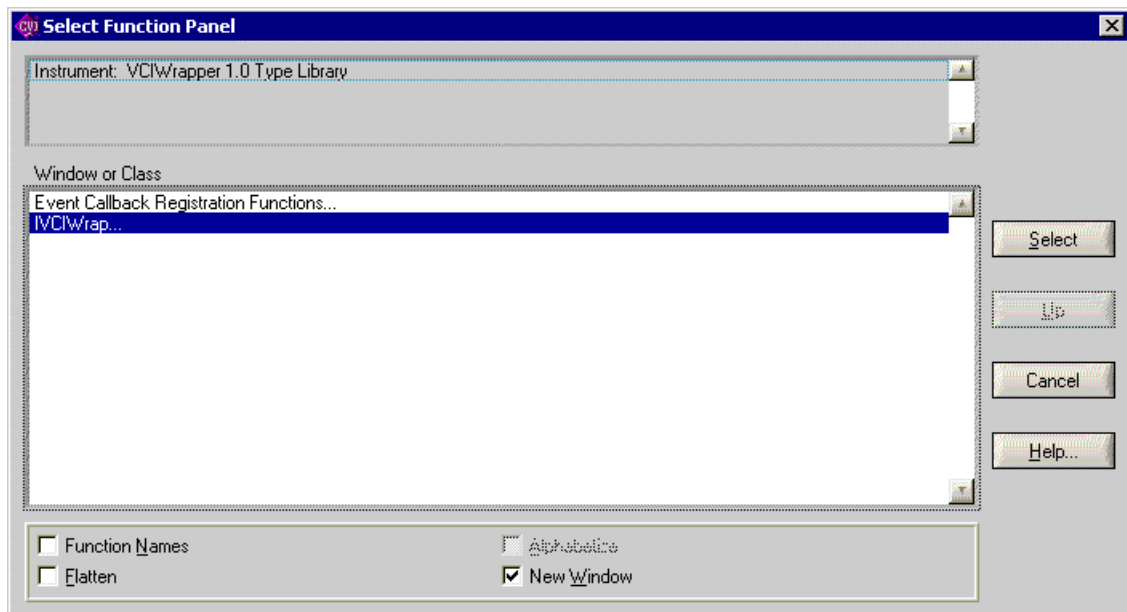 CVI Select Function Panel
Instrument: VCIWrapper 1.0 Type Library
Window or Class
Event Callback Registration Functions...
IVCIWrap...
Select
Up
Cancel
Help...
Function Names
Alphabetize
Flatten
New Window